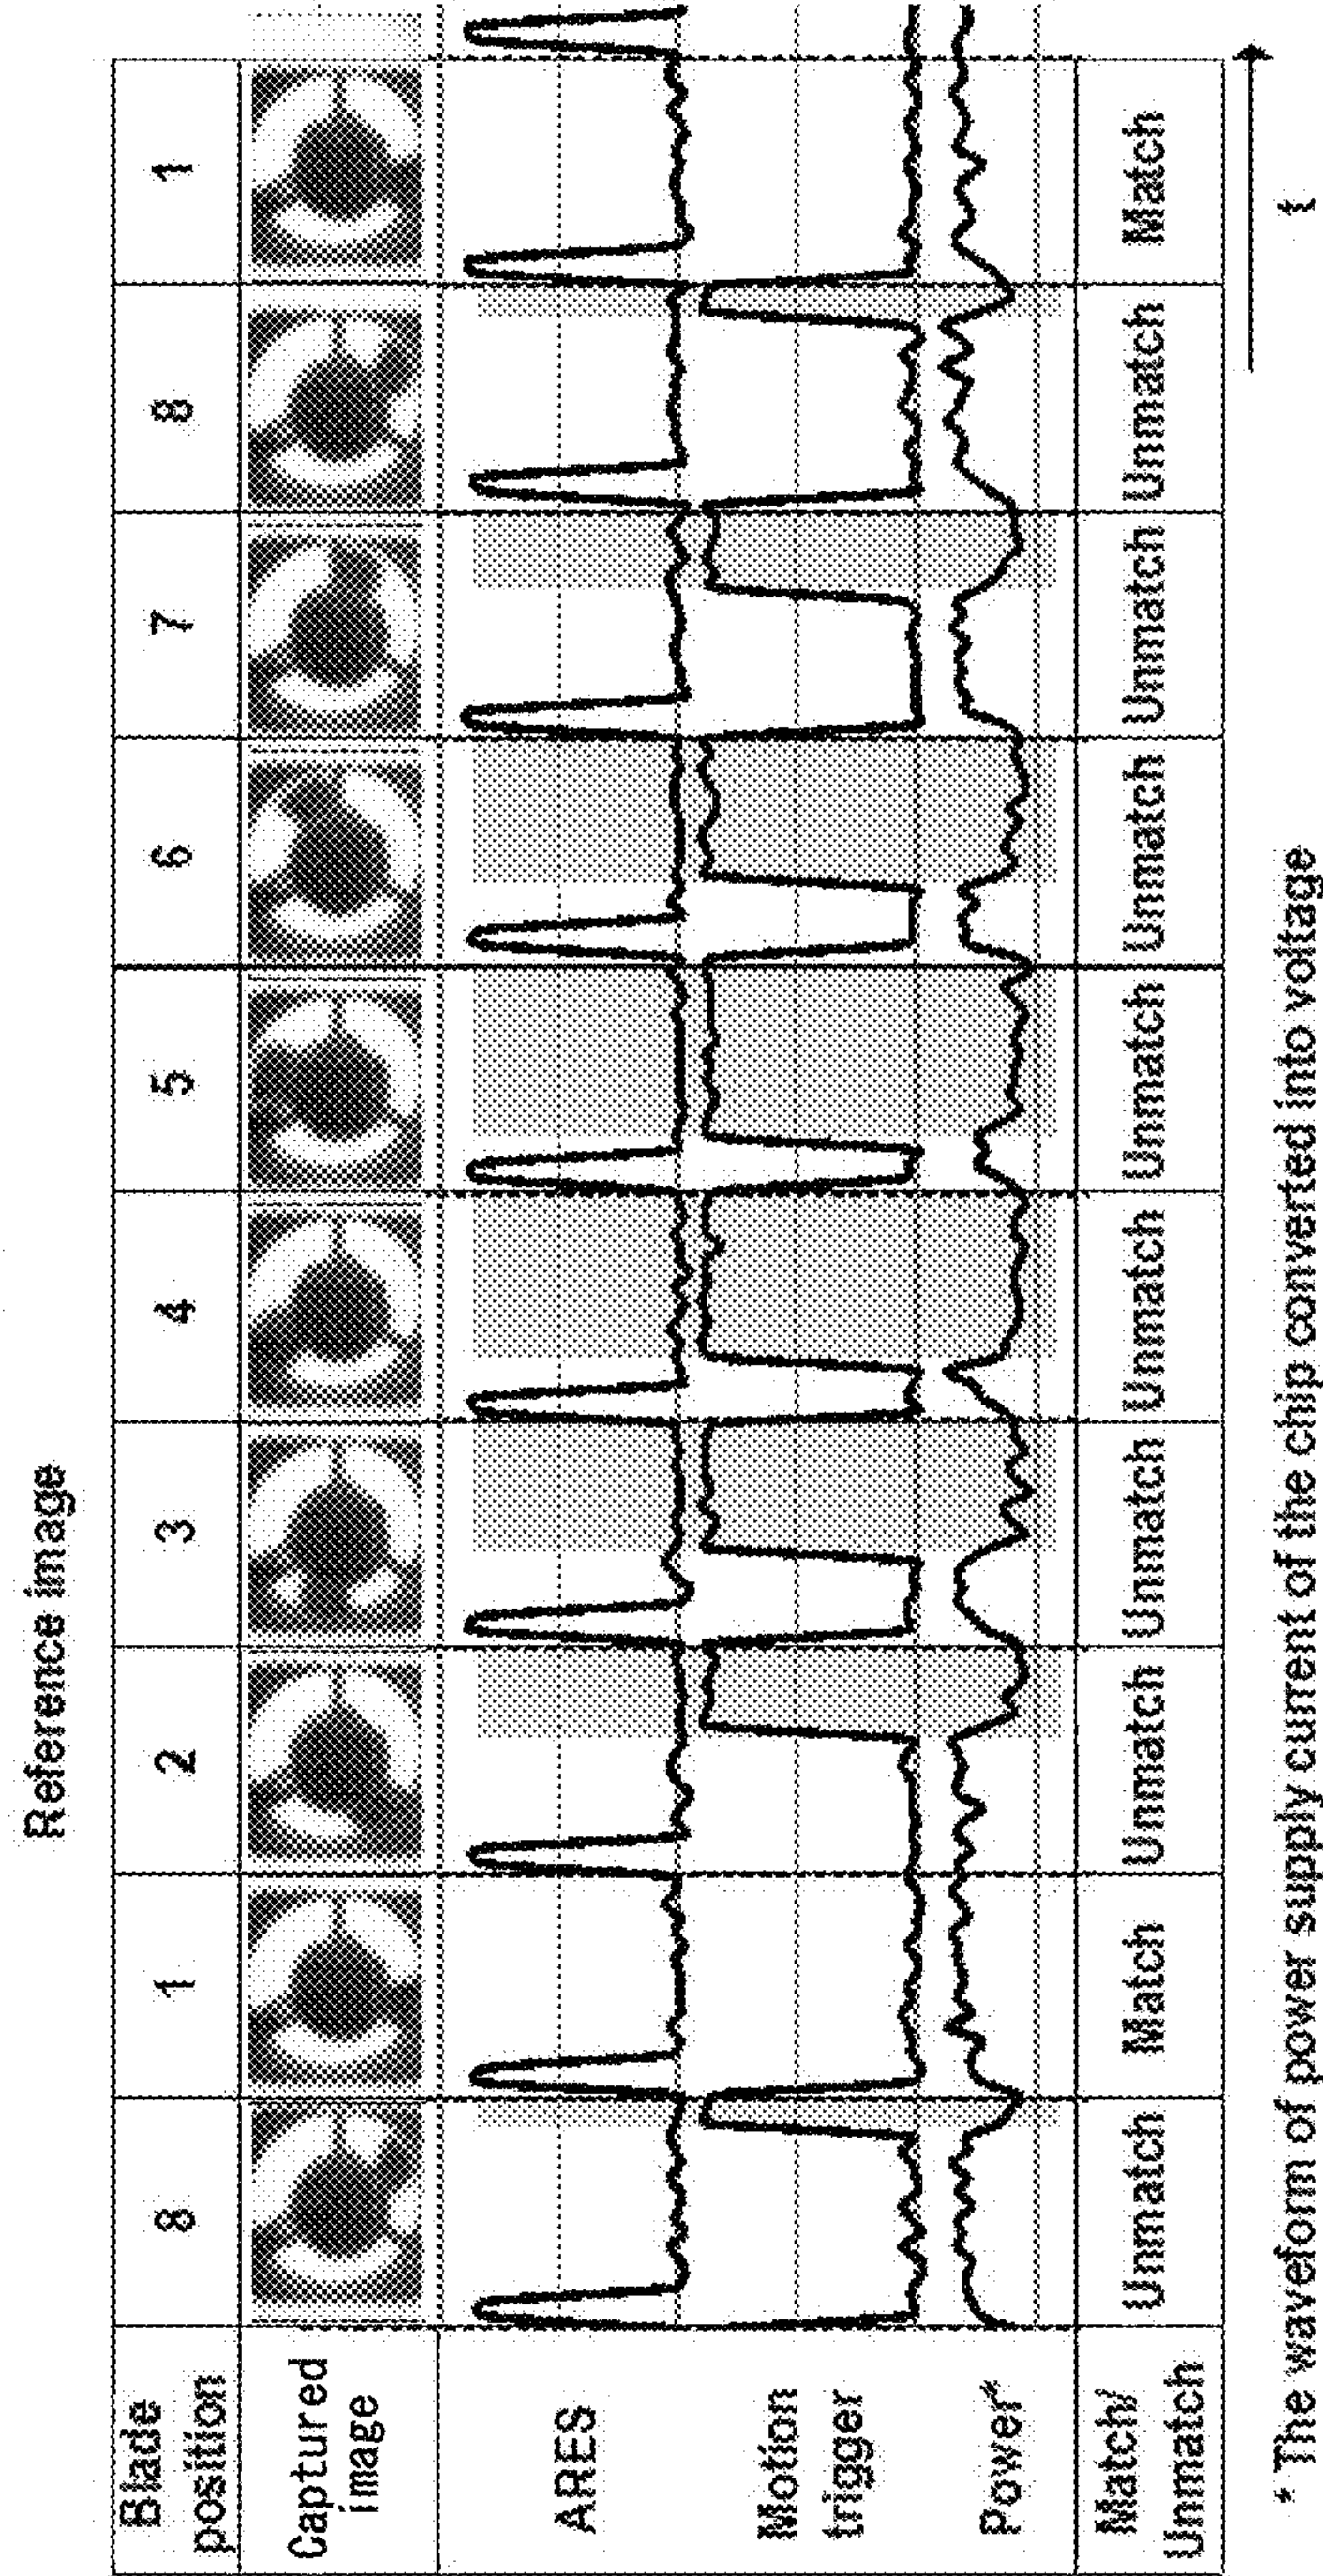 Reference image
Blade position 8 1 2 3 4 5 6 7 8 1
Captured image
ARES
Motion trigger
Power*
Match/ Unmatch Unmatch Match Unmatch Unmatch Unmatch Unmatch Unmatch Unmatch Unmatch Match
t
* The waveform of power supply current of the chip converted into voltage